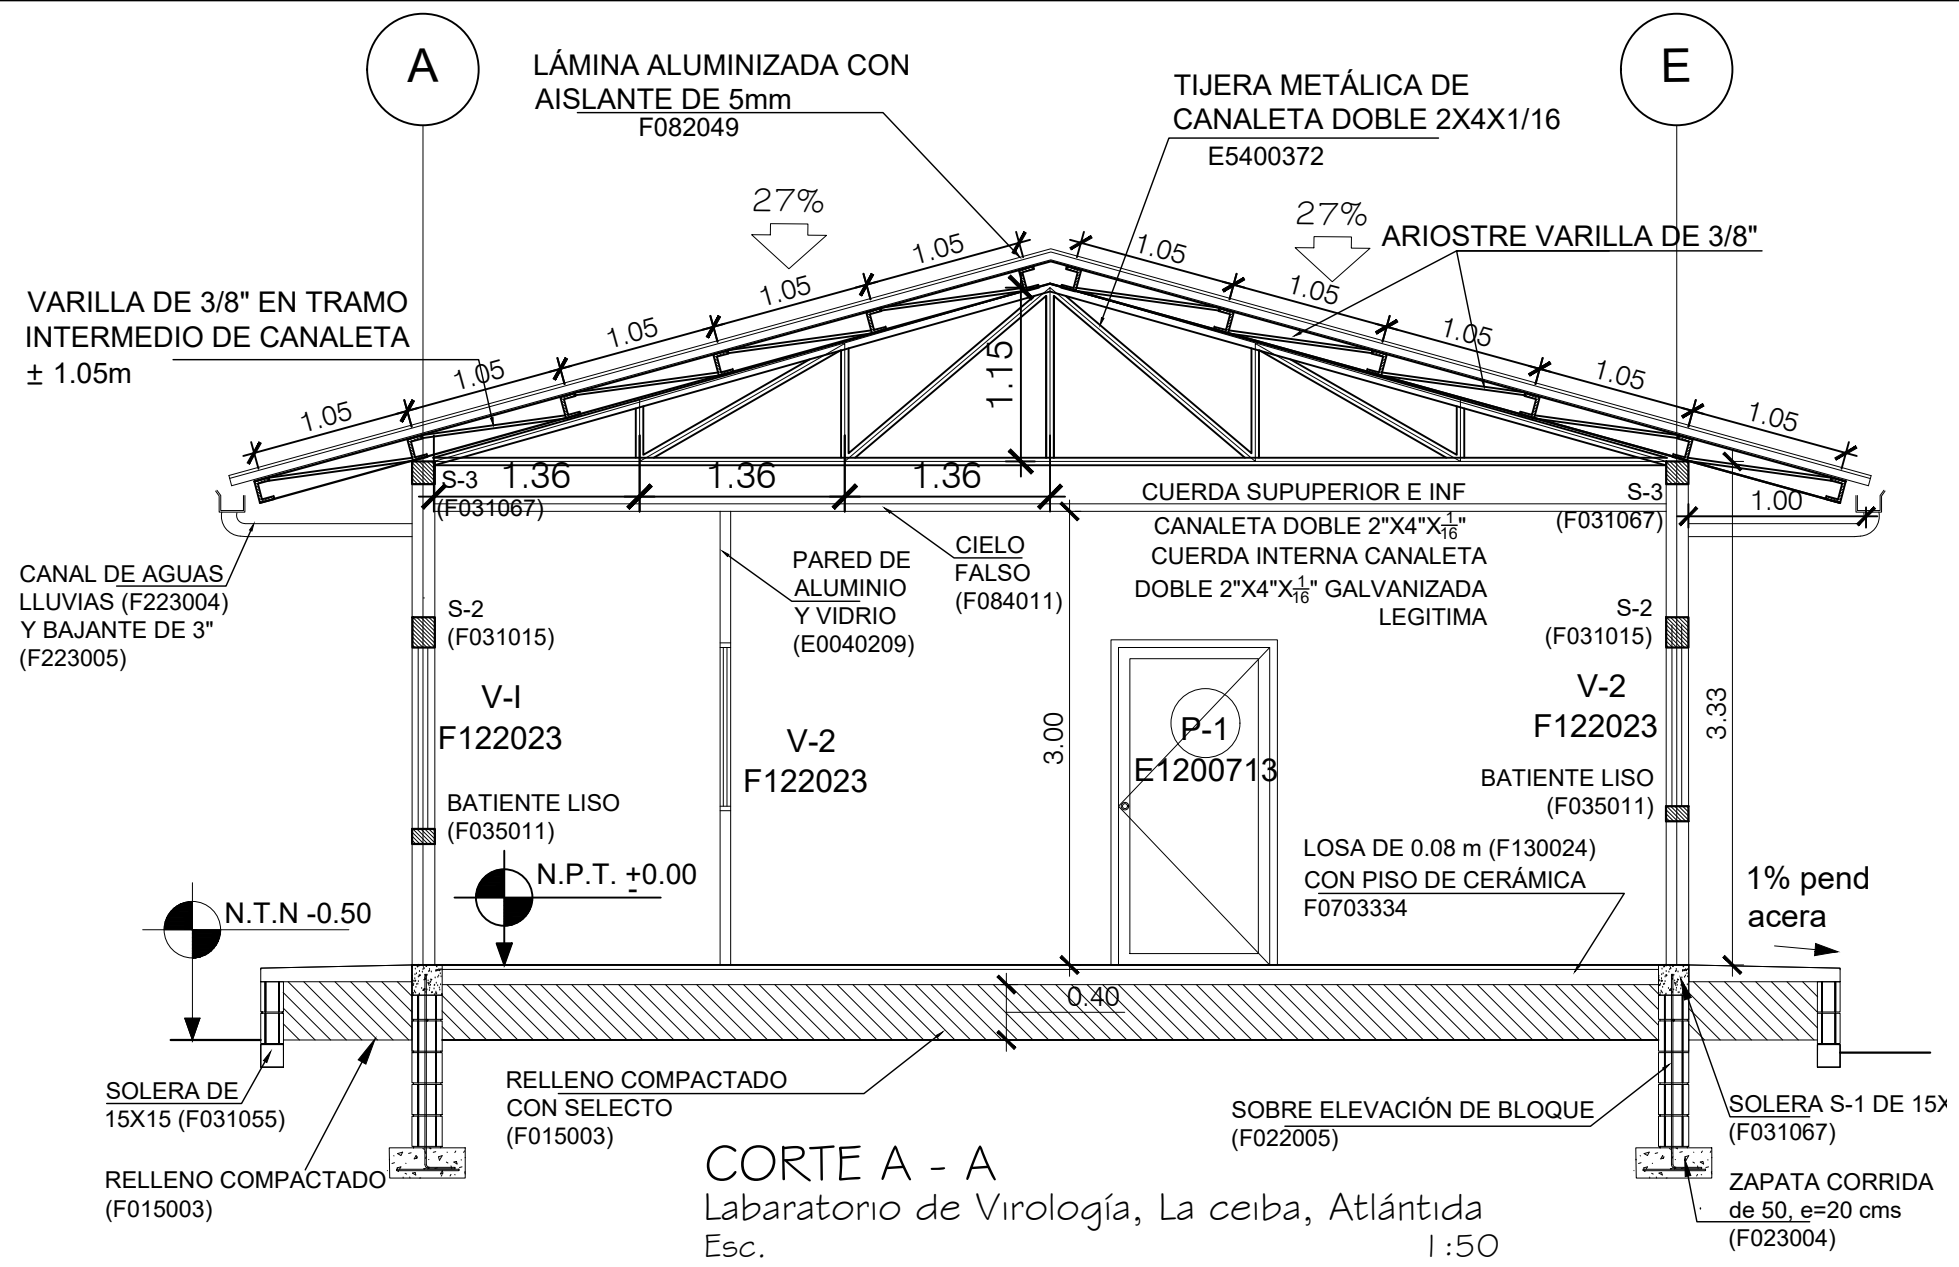 A
E
LÁMINA ALUMINIZADA CON
AISLANTE DE 5mm
F082049
TIJERA METÁLICA DE
CANALETA DOBLE 2X4X1/16
E5400372
27%
27%
ARIOSTRE VARILLA DE 3/8"
VARILLA DE 3/8" EN TRAMO
INTERMEDIO DE CANALETA
± 1.05m
1.05
1.05
1.05
1.05
1.05
1.05
1.05
1.05
1.05
1.05
1.15
1.36
1.36
1.36
1.00
S-3
(F031067)
CUERDA SUPUPERIOR E INF
CANALETA DOBLE 2"X4"X1/16"
CUERDA INTERNA CANALETA
DOBLE 2"X4"X1/16" GALVANIZADA
LEGITIMA
S-3
(F031067)
CANAL DE AGUAS
LLUVIAS (F223004)
Y BAJANTE DE 3"
(F223005)
PARED DE
ALUMINIO
Y VIDRIO
(E0040209)
CIELO
FALSO
(F084011)
S-2
(F031015)
S-2
(F031015)
V-I
F122023
V-2
F122023
3.00
P-1
E1200713
V-2
F122023
3.33
BATIENTE LISO
(F035011)
BATIENTE LISO
(F035011)
N.P.T. ±0.00
N.T.N -0.50
LOSA DE 0.08 m (F130024)
CON PISO DE CERÁMICA
F0703334
1% pend
acera
0.40
SOLERA DE
15X15 (F031055)
RELLENO COMPACTADO
(F015003)
RELLENO COMPACTADO
CON SELECTO
(F015003)
SOBRE ELEVACIÓN DE BLOQUE
(F022005)
SOLERA S-1 DE 15X
(F031067)
ZAPATA CORRIDA
de 50, e=20 cms
(F023004)
CORTE A - A
Labaratorio de Virología, La ceiba, Atlántida
Esc. 1:50